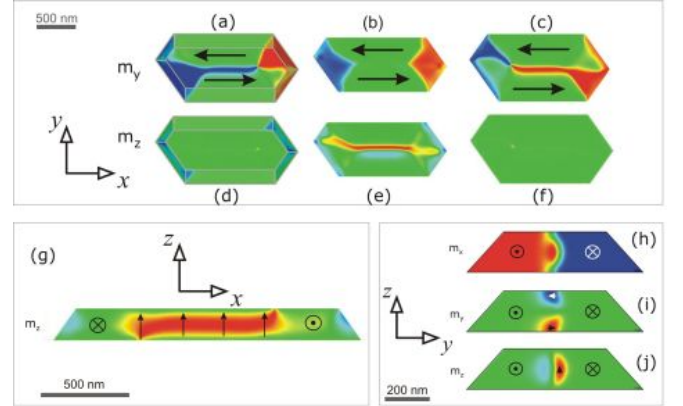 500 nm
(a) (b) (c)
m_y
m_z
y
x
(d) (e) (f)
(g)
z
x
m_z
500 nm
(h)
m_x
z
(i)
m_y
y
(j)
m_z
200 nm